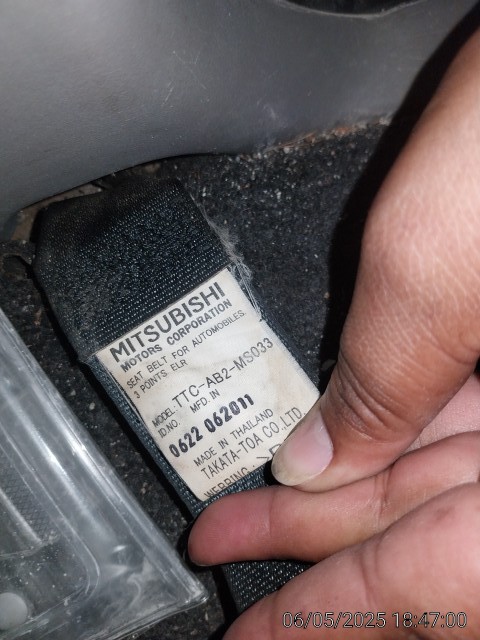 MITSUBISHI
MOTORS CORPORATION
SEAT BELT FOR AUTOMOBILES.
3 POINTS ELR
MODEL: TTC-AB2-MS033
ID NO. MFD IN
0622 062011
MADE IN THAILAND
TAKATA-TOA CO., LTD.
WEBBING
06/05/2025 18:47:00